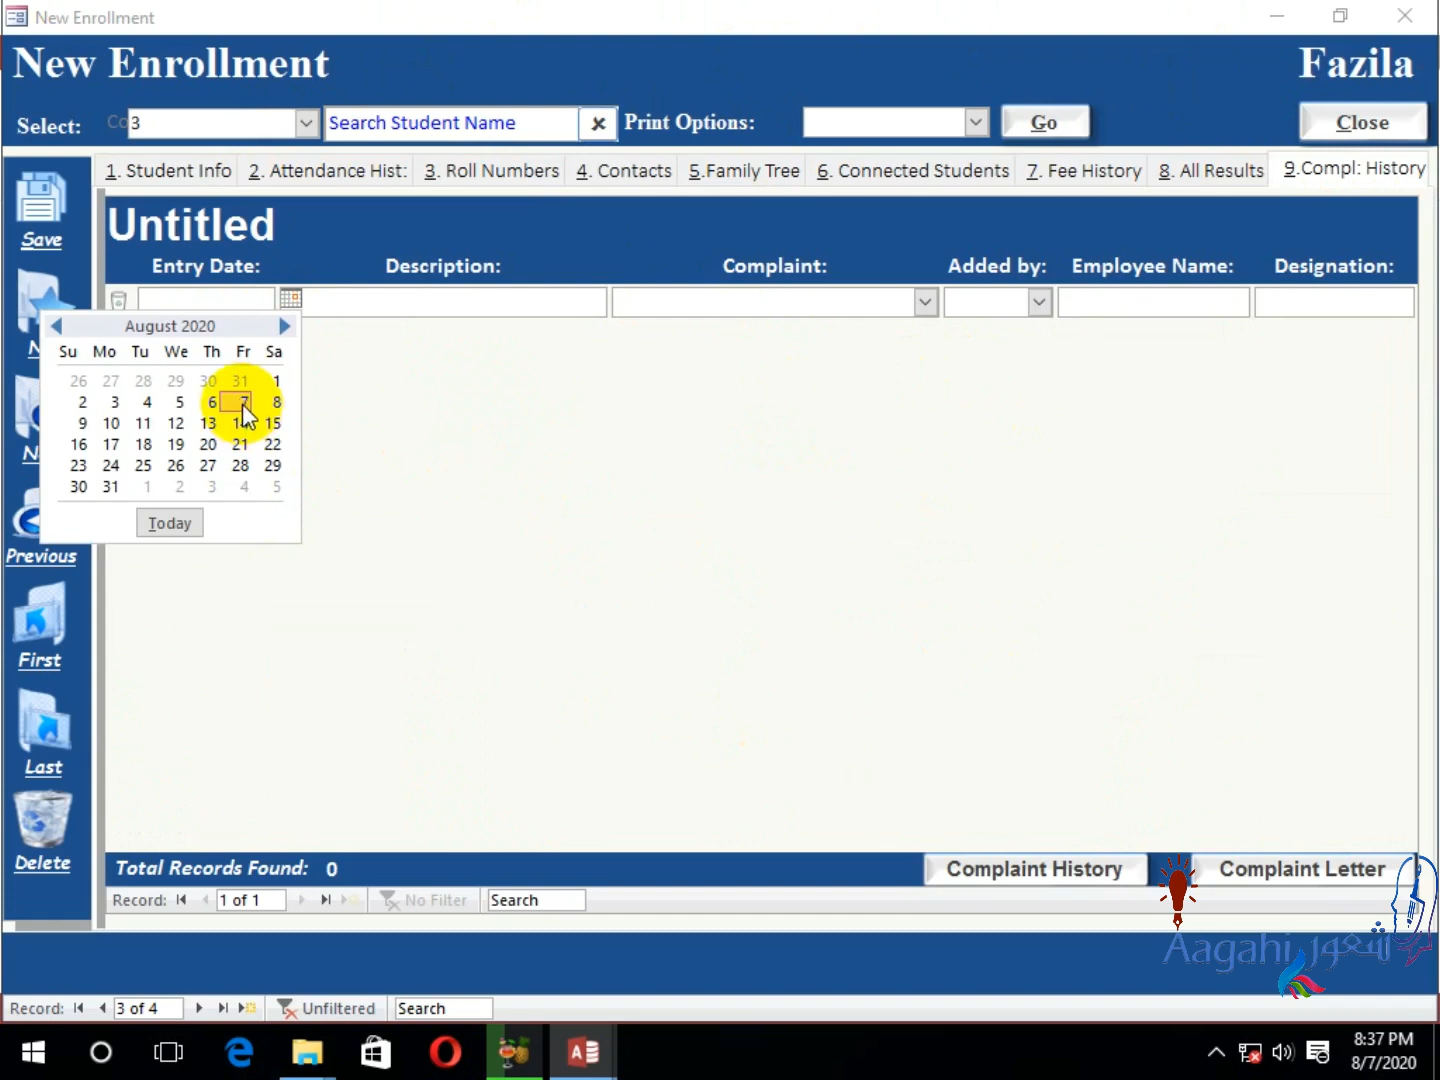 New Enrollment
New Enrollment
Fazila
Select:
3
Search Student Name
Print Options:
Go
Close
1. Student Info
2. Attendance Hist:
3. Roll Numbers
4. Contacts
5.Family Tree
6. Connected Students
7. Fee History
8. All Results
9.Compl: History
Save
Untitled
Entry Date:
Description:
Complaint:
Added by:
Employee Name:
Designation:
August 2020
Su Mo Tu We Th Fr Sa
26 27 28 29 30 31 1
2 3 4 5 6 7 8
9 10 11 12 13 14 15
16 17 18 19 20 21 22
23 24 25 26 27 28 29
30 31 1 2 3 4 5
Today
Previous
First
Last
Delete
Total Records Found: 0
Complaint History
Complaint Letter
Record: 1 of 1
No Filter
Search
Aagahi شعور
Record: 3 of 4
Unfiltered
Search
8:37 PM
8/7/2020